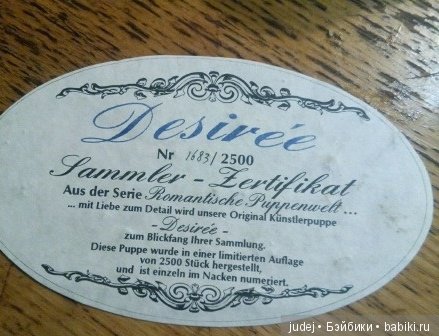 Desirée
Nr 1683/2500
Sammler-Zertifikat
Aus der Serie Romantische Puppenwelt ...
... mit Liebe zum Detail wird unsere Original Künstlerpuppe
-Desirée-
zum Blickfang Ihrer Sammlung.
Diese Puppe wurde in einer limitierten Auflage
von 2500 Stück hergestellt,
und ist einzeln im Nacken numeriert.
judej • Бэйбики • babiki.ru